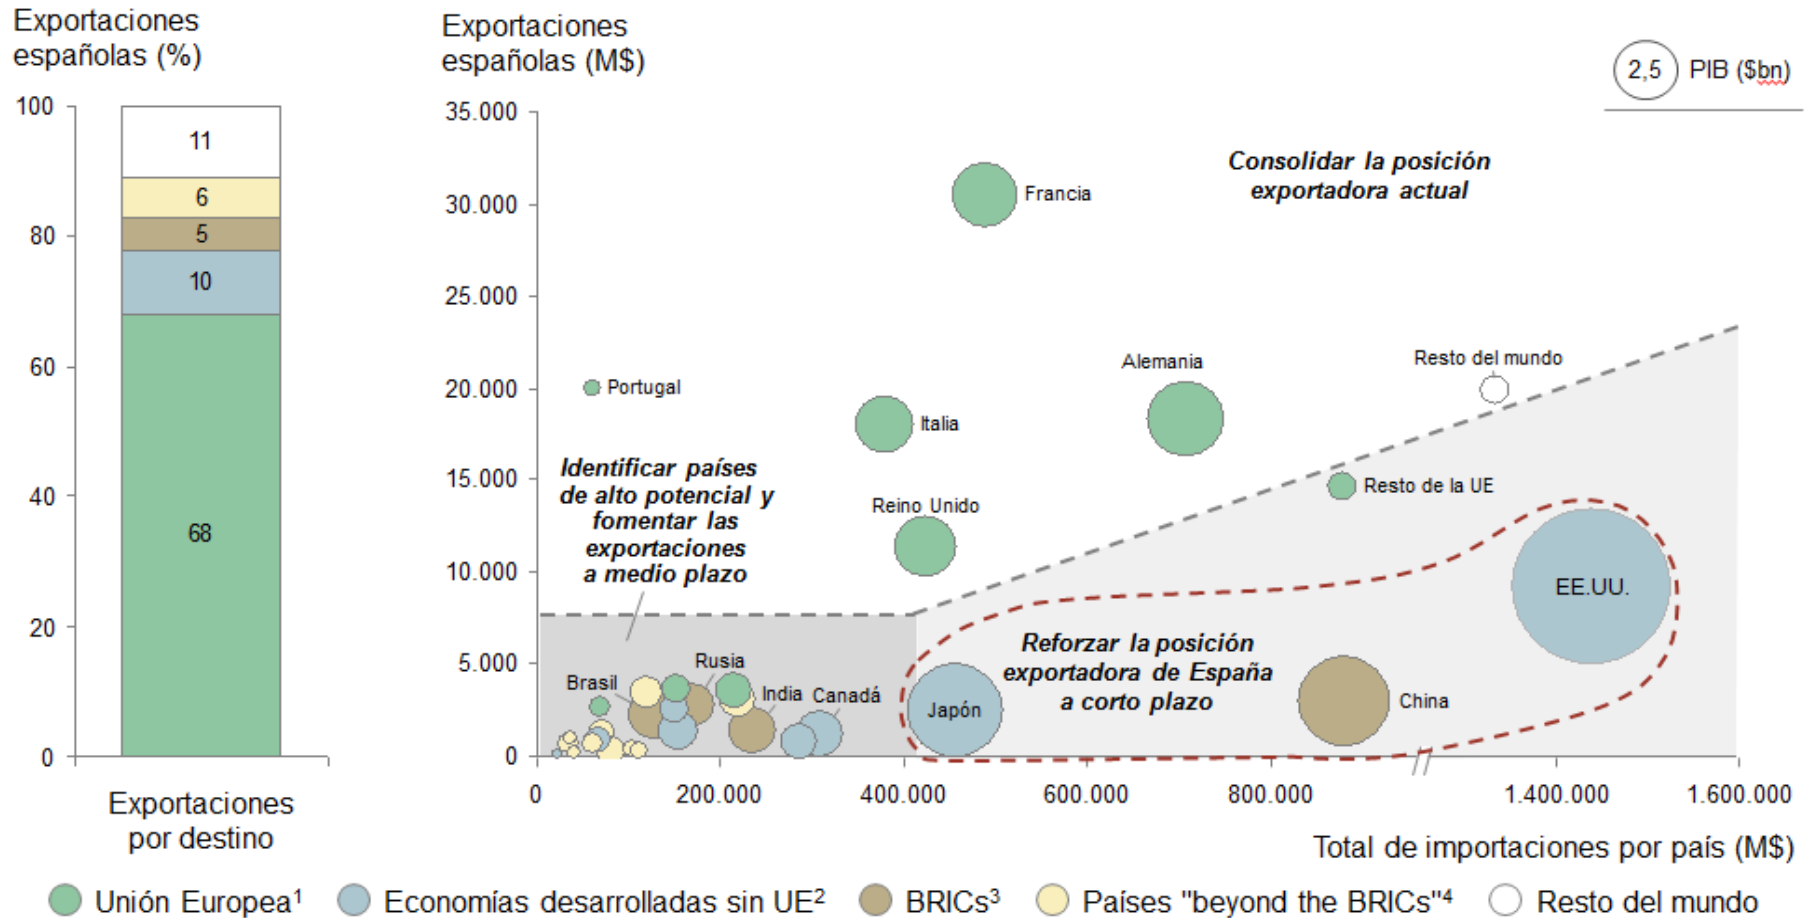 Exportaciones
españolas (%)
100
80
60
40
20
0
11
6
5
10
68
Exportaciones
por destino
Exportaciones
españolas (M$)
2,5 PIB ($bn)
35.000
30.000
25.000
20.000
15.000
10.000
5.000
0
Consolidar la posición
exportadora actual
Francia
Portugal
Italia
Alemania
Resto del mundo
Reino Unido
Resto de la UE
Identificar países
de alto potencial y
fomentar las
exportaciones
a medio plazo
EE.UU.
Reforzar la posición
exportadora de España
a corto plazo
Brasil
Rusia
India
Canadá
Japón
China
0
200.000
400.000
600.000
800.000
1.400.000
1.600.000
Total de importaciones por país (M$)
Unión Europea¹
Economías desarrolladas sin UE²
BRICs³
Países "beyond the BRICs"⁴
Resto del mundo